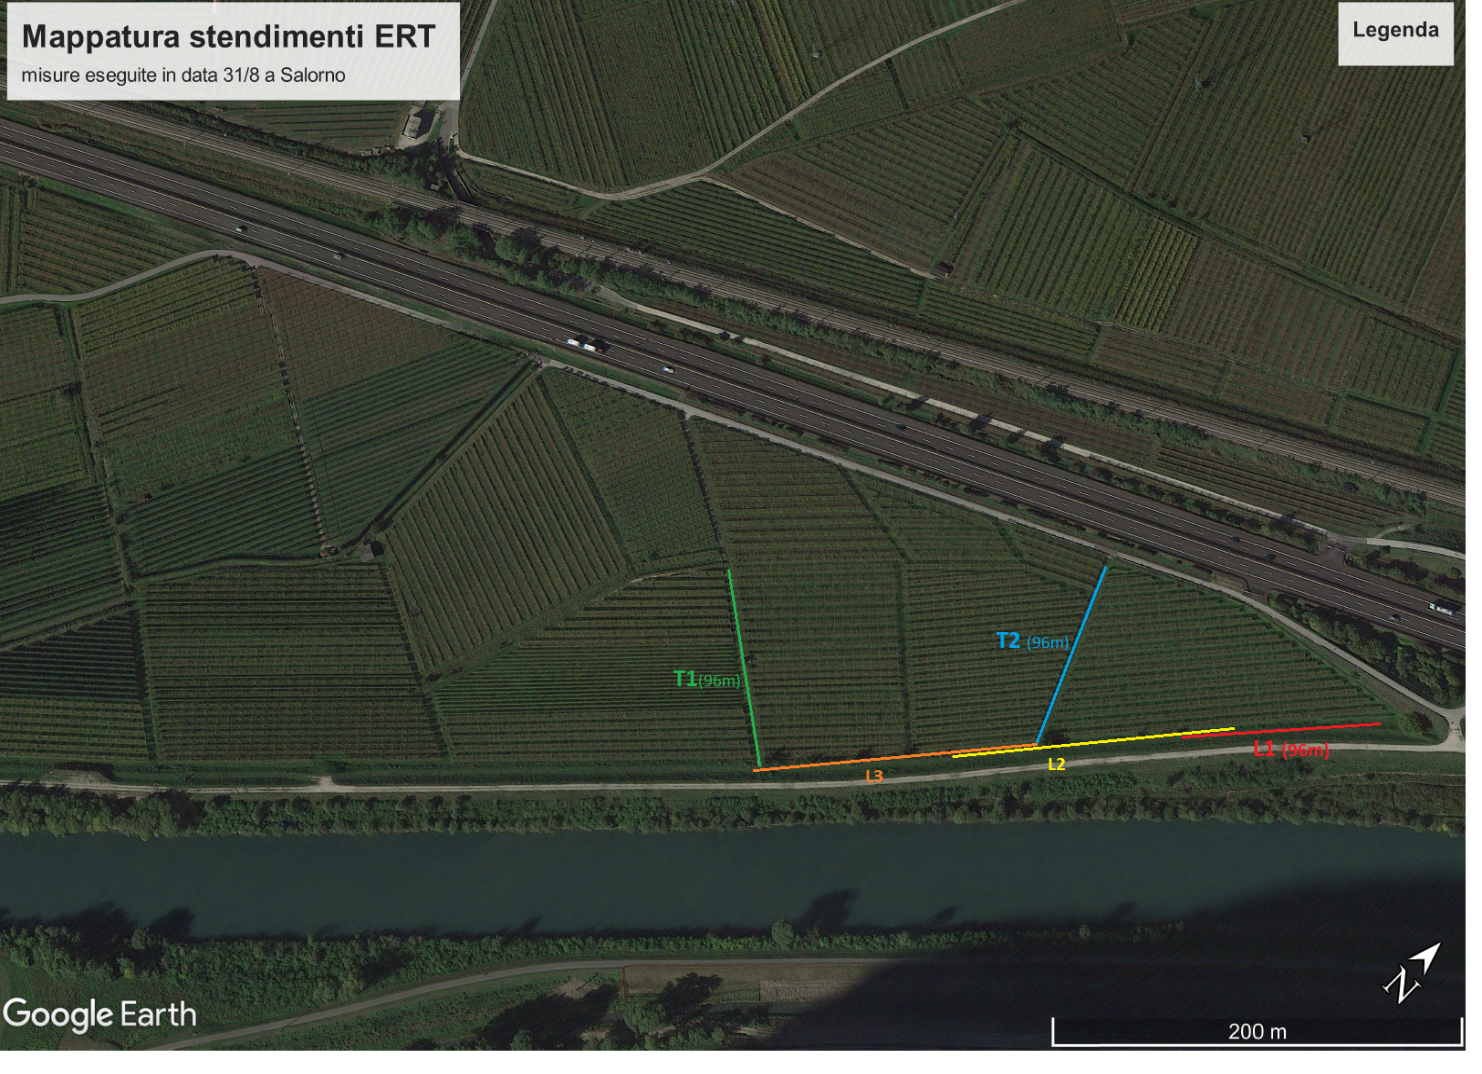 Mappatura stendimenti ERT
misure eseguite in data 31/8 a Salorno
Legenda
T2 (96m)
T1(96m)
L1 (96m)
L2
L3
N
Google Earth
200 m